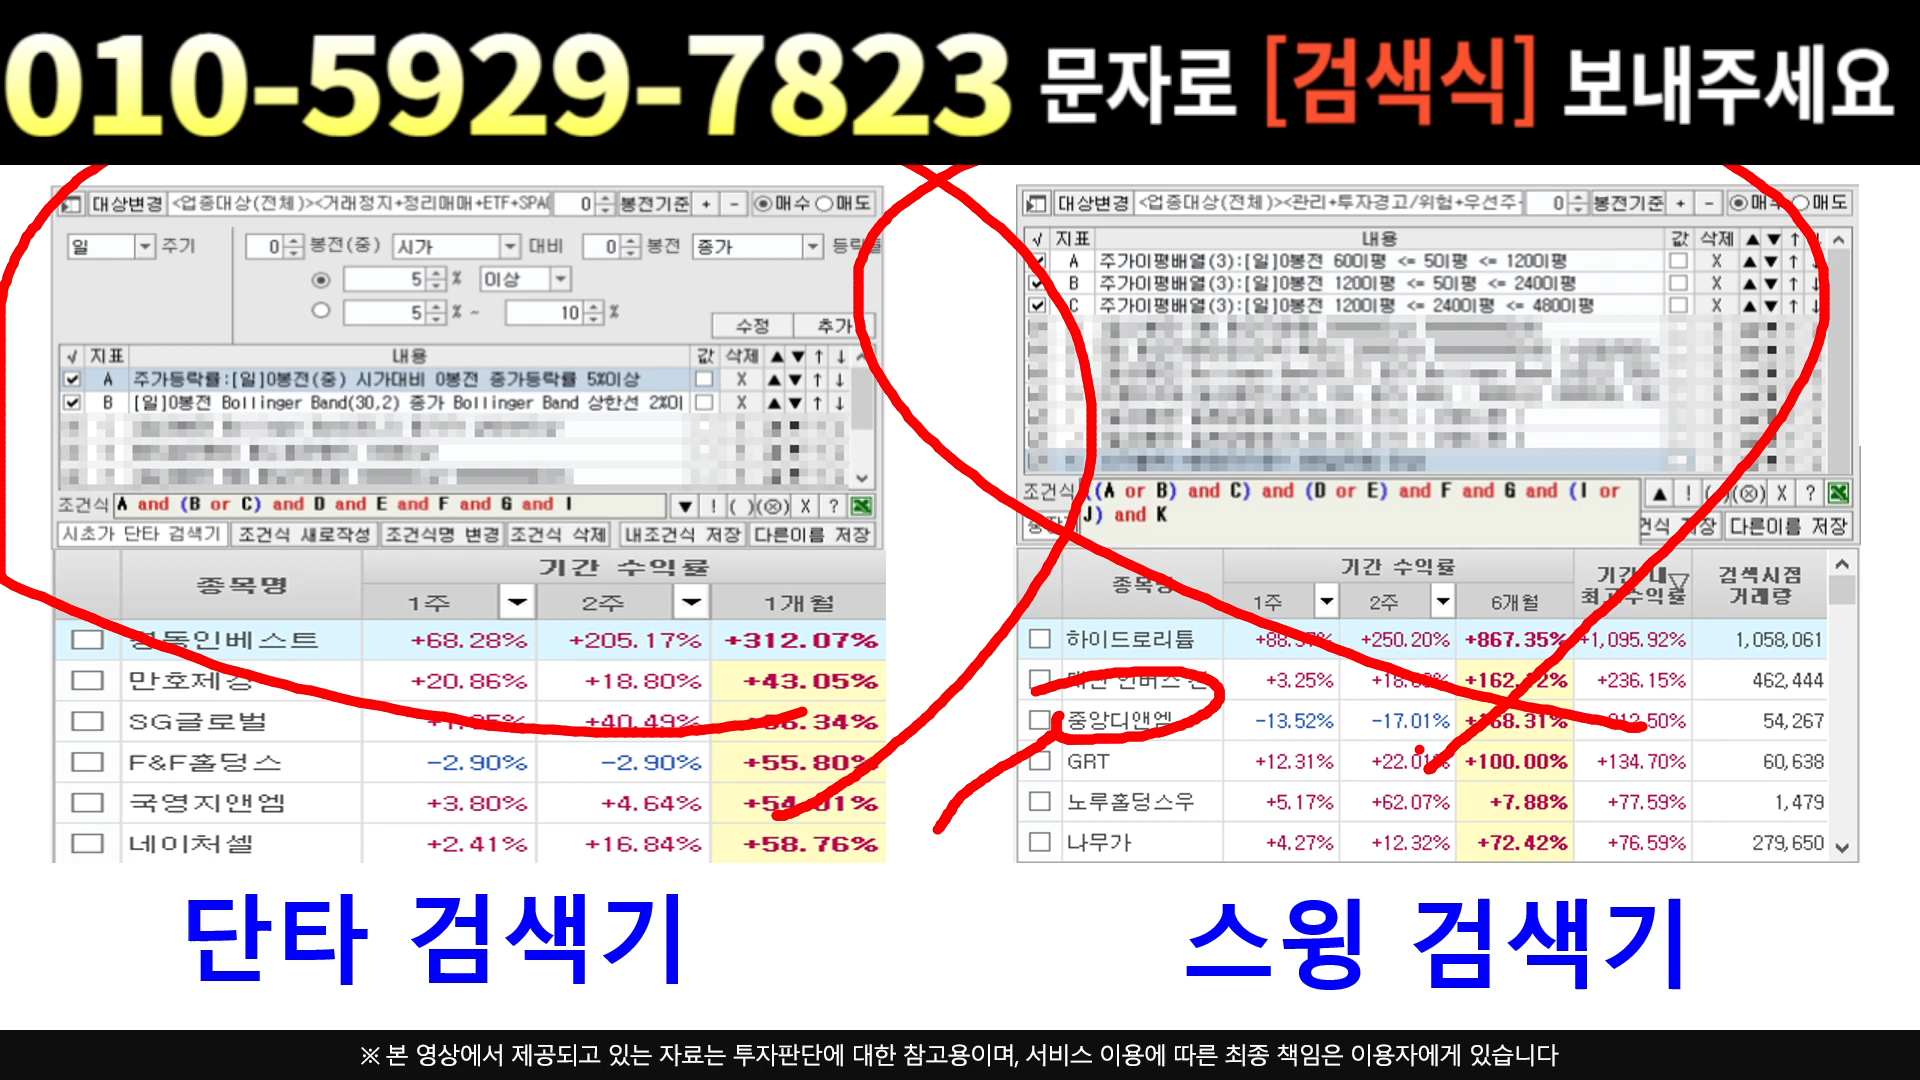 010-5929-7823 문자로 [검색식] 보내주세요
대상변경 <업종대상(전체)><거래정지+정리매매+ETF+SPA 0 봉전기준 + - 매수 매도
일 주기 0 봉전(중) 시가 대비 0 봉전 종가
5 % 이상
5 % ~ 10 %
수정 추가
√ 지표 내용 값 삭제 ▲ ▼ ↑ ↓
A 주가등락률:[일]0봉전(중) 시가대비 0봉전 종가등락률 5%이상 X ▲ ▼ ↑ ↓
B [일]0봉전 Bollinger Band(30,2) 종가 Bollinger Band 상한선 2%이 X ▲ ▼ ↑ ↓
조건식 A and (B or C) and D and E and F and G and I ▼ ! ( ) (⊗) X ?
시초가 단타 검색기 조건식 새로작성 조건식명 변경 조건식 삭제 내조건식 저장 다른이름 저장
종목명 기간 수익률
1주 2주 1개월
+68.28% +205.17% +312.07%
만호제강 +20.86% +18.80% +43.05%
SG글로벌 +40.49%
F&F홀딩스 -2.90% -2.90% +55.80%
국영지앤엠 +3.80% +4.64%
네이처셀 +2.41% +16.84% +58.76%
단타 검색기
대상변경 <업종대상(전체)><관리+투자경고/위험+우선주+ 0 봉전기준 + - 매수 매도
√ 지표 내용 값 삭제 ▲ ▼ ↑
A 주가이평배열(3):[일]0봉전 60이평 <= 5이평 <= 120이평 X ▲ ▼ ↑
B 주가이평배열(3):[일]0봉전 120이평 <= 5이평 <= 240이평 X ▲ ▼ ↑
C 주가이평배열(3):[일]0봉전 120이평 <= 240이평 <= 480이평 X ▲ ▼ ↑
조건식 ((A or B) and C) and (D or E) and F and G and (I or ▲ ! ( ) (⊗) X ?
J) and K 저장 다른이름 저장
종목명 기간 수익률 기간 내 최고수익률 검색시점 거래량
1주 2주 6개월
하이드로리튬 +250.20% +867.35% +1,095.92% 1,058,061
+3.25% +236.15% 462,444
중앙디앤엠 -13.52% -17.01% 54,267
GRT +12.31% +100.00% +134.70% 60,638
노루홀딩스우 +5.17% +62.07% +7.88% +77.59% 1,479
나무가 +4.27% +12.32% +72.42% +76.59% 279,650
스윙 검색기
※ 본 영상에서 제공되고 있는 자료는 투자판단에 대한 참고용이며, 서비스 이용에 따른 최종 책임은 이용자에게 있습니다